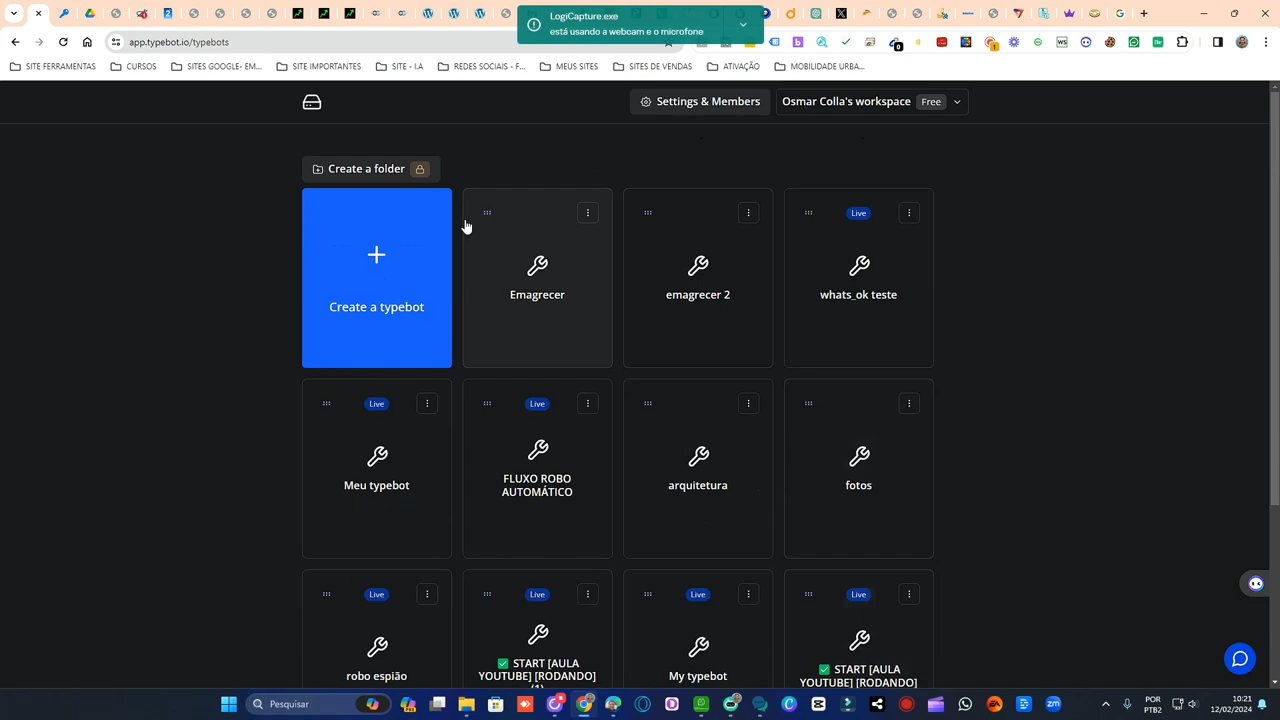 LogiCapture.exe
está usando a webcam e o microfone
app.typebot.io/typebots
SITE FERRAMENTAS
CURSOS
SITES GOOGLE- EM...
SITE IMPORTANTES
SITE - I.A
REDES SOCIAIS - F...
MEUS SITES
SITES DE VENDAS
ATIVAÇÃO
MOBILIDADE URBA...
Settings & Members
Osmar Colla's workspace Free
Create a folder
Create a typebot
Emagrecer
emagrecer 2
Live
whats_ok teste
Live
Meu typebot
Live
FLUXO ROBO
AUTOMÁTICO
arquitetura
fotos
Live
robo espião
Live
✅ START [AULA
YOUTUBE] [RODANDO]
(1)
Live
My typebot
Live
✅ START [AULA
YOUTUBE] [RODANDO]
Pesquisar
POR
PTB2
10:21
12/02/2024